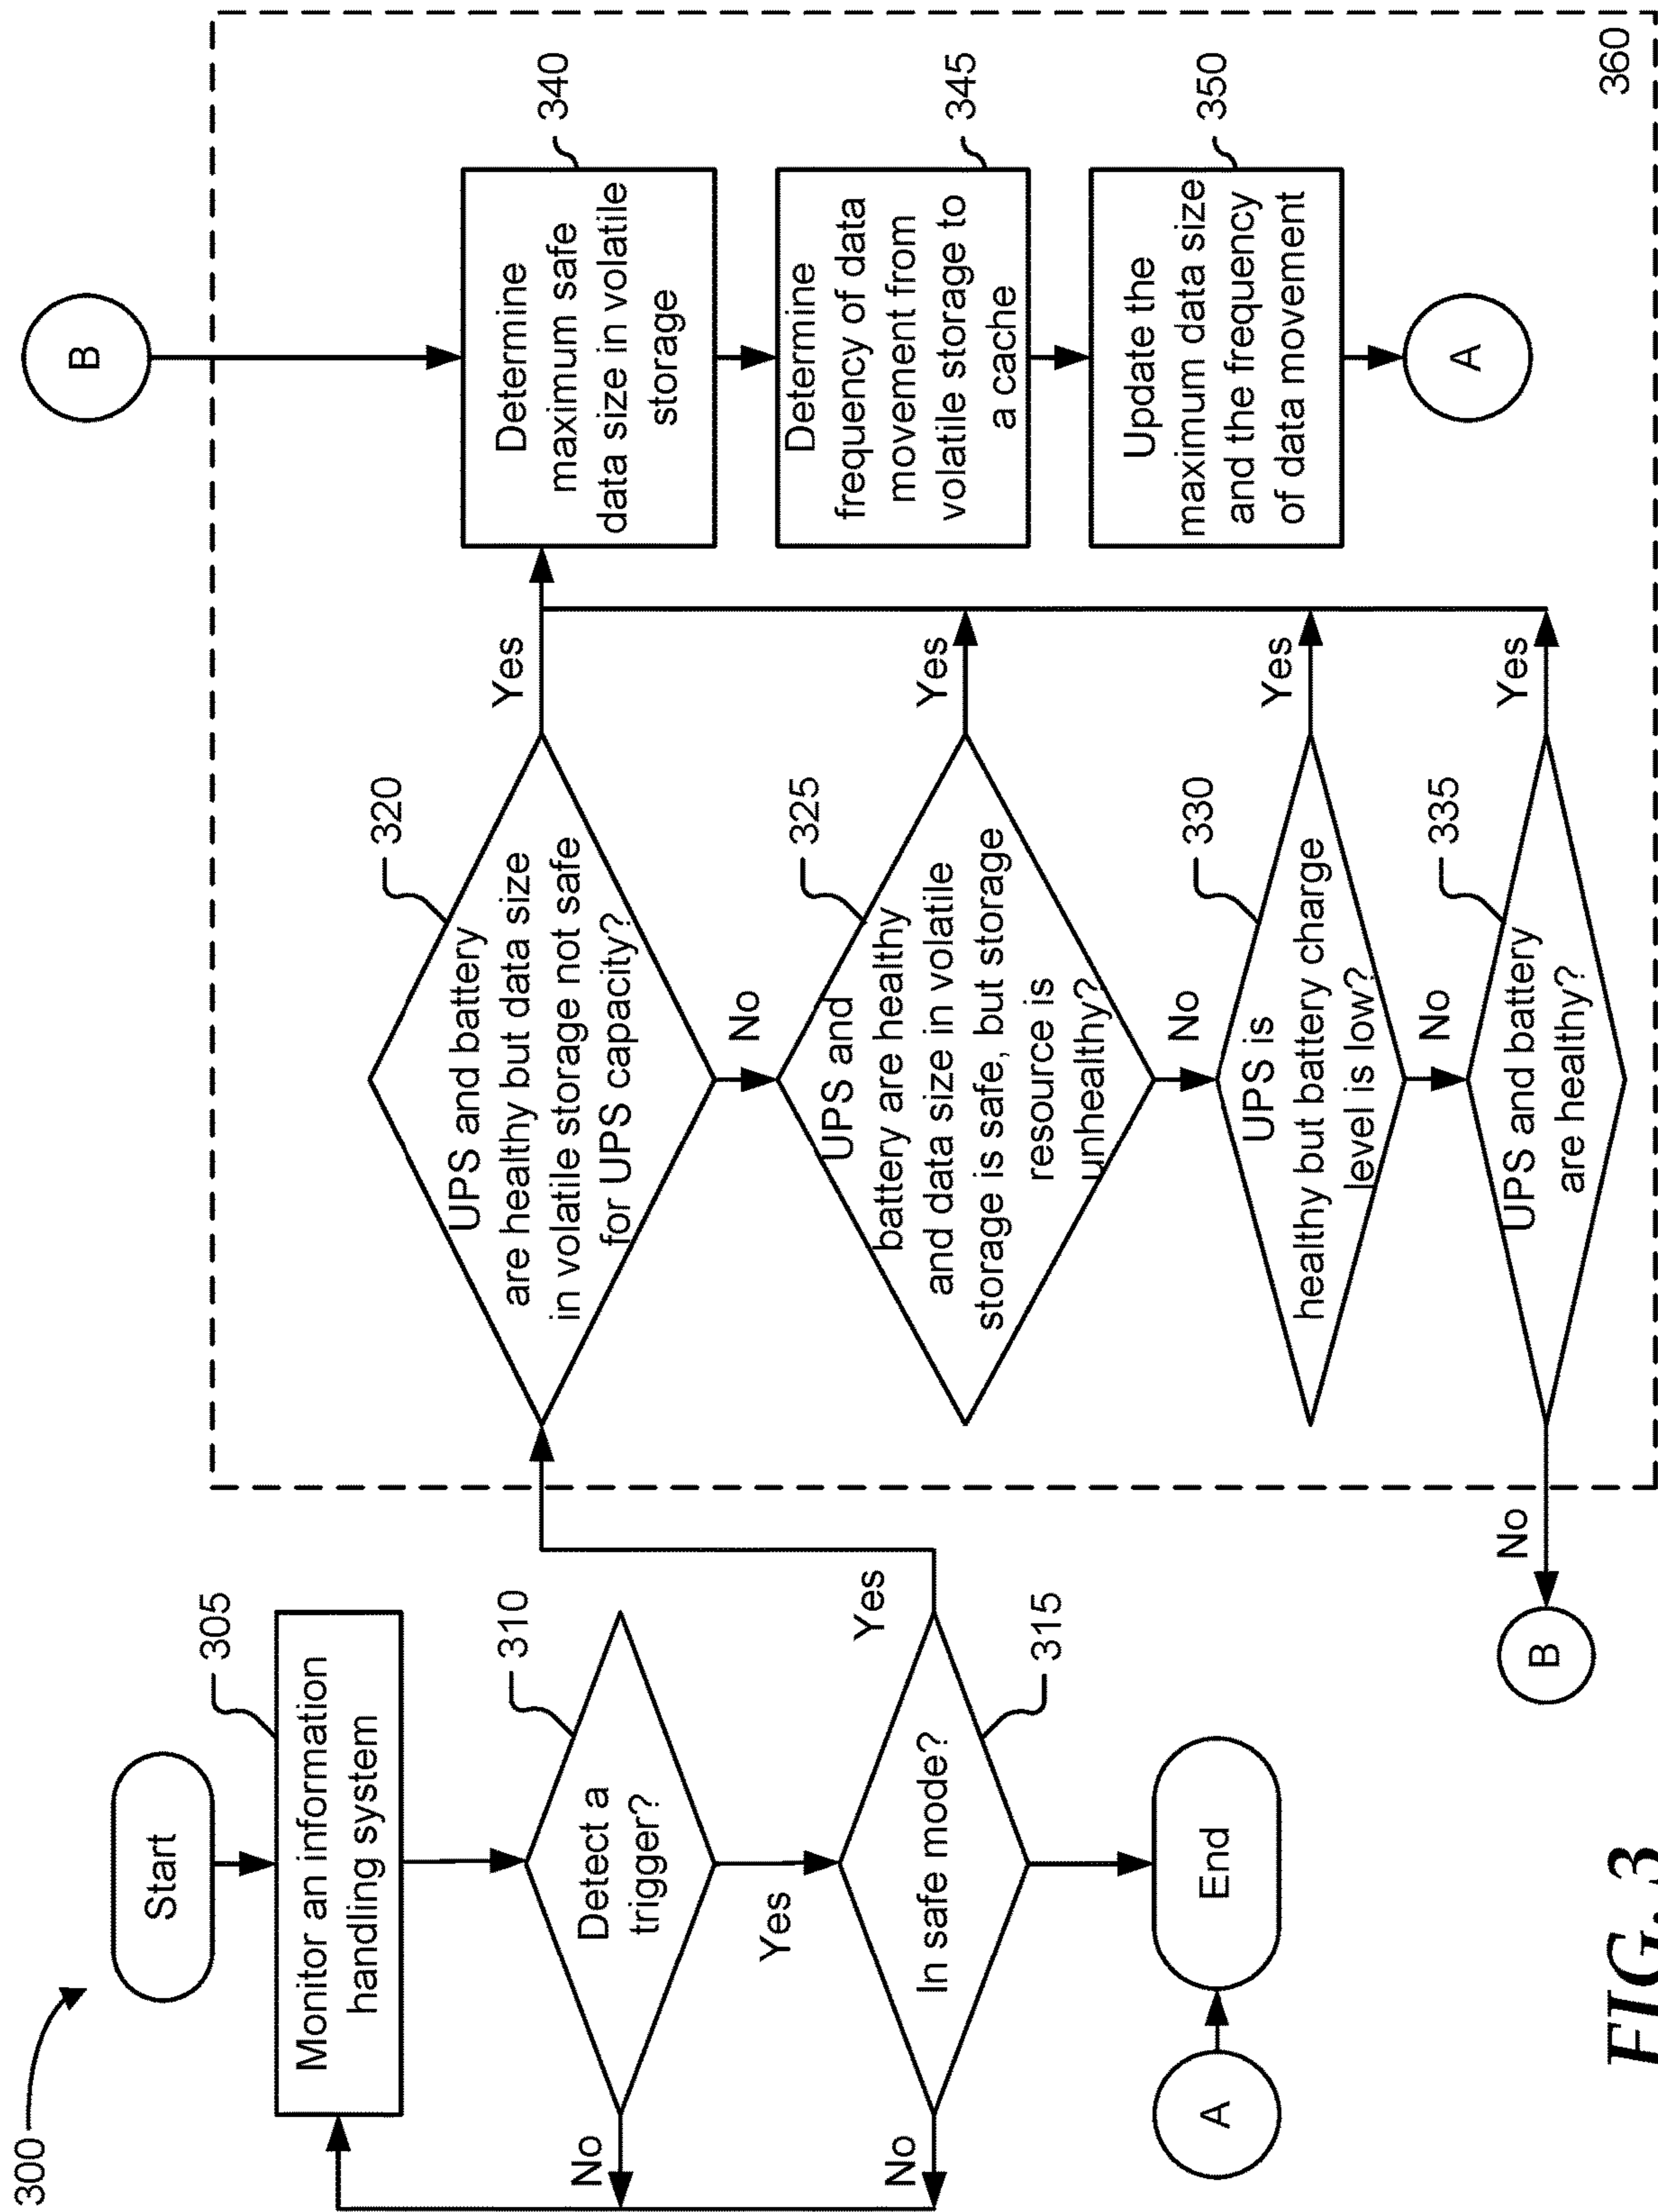 300
Start
305
Monitor an information
handling system
310
Detect a
trigger?
No
Yes
315
In safe mode?
No
Yes
End
A
320
UPS and battery
are healthy but data size
in volatile storage not safe
for UPS capacity?
Yes
No
325
UPS and
battery are healthy
and data size in volatile
storage is safe, but storage
resource is
unhealthy?
Yes
No
330
UPS is
healthy but battery charge
level is low?
Yes
No
335
UPS and battery
are healthy?
Yes
No
B
B
340
Determine
maximum safe
data size in volatile
storage
345
Determine
frequency of data
movement from
volatile storage to
a cache
350
Update the
maximum data size
and the frequency
of data movement
A
360
FIG. 3